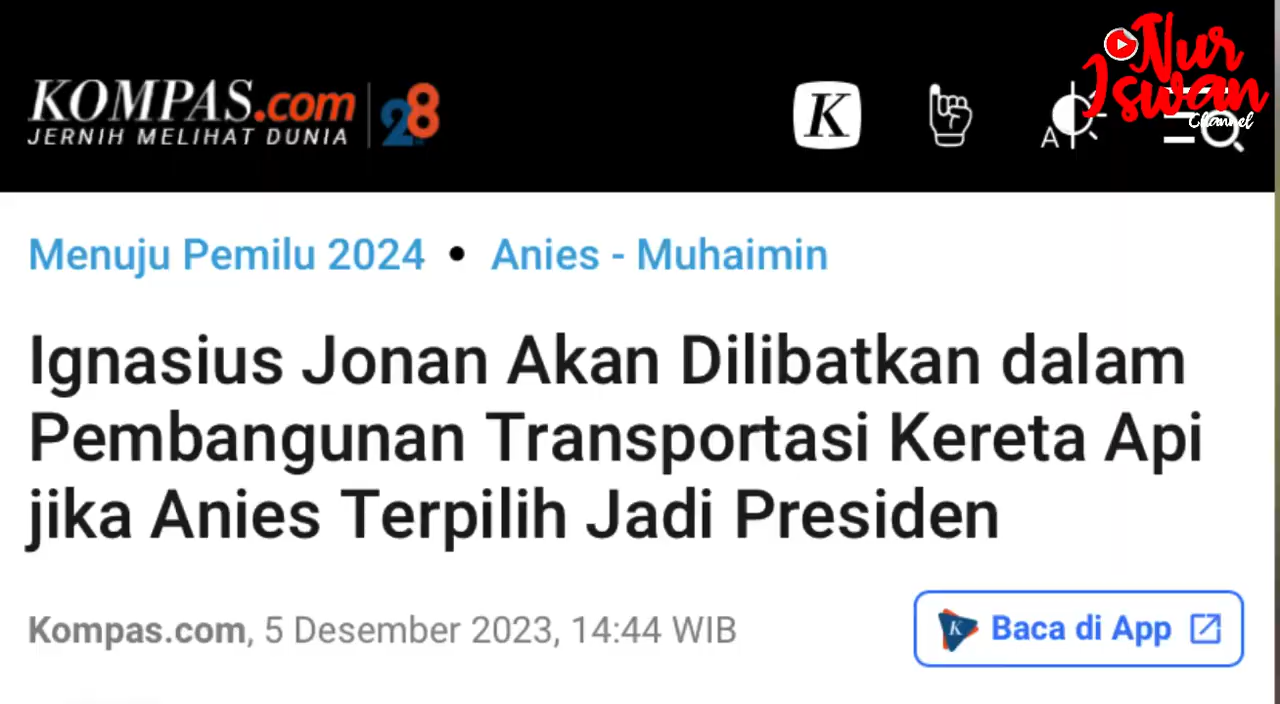 KOMPAS.com
JERNIH MELIHAT DUNIA
28
K
A
Nur
Iswan
Channel
Menuju Pemilu 2024 • Anies - Muhaimin
Ignasius Jonan Akan Dilibatkan dalam
Pembangunan Transportasi Kereta Api
jika Anies Terpilih Jadi Presiden
Kompas.com, 5 Desember 2023, 14:44 WIB
K Baca di App